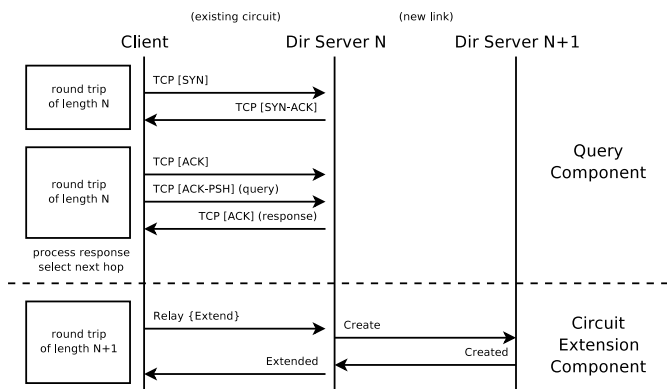 (existing circuit)
(new link)
Client
Dir Server N
Dir Server N+1
round trip
of length N
TCP [SYN]
TCP [SYN-ACK]
round trip
of length N
TCP [ACK]
TCP [ACK-PSH] (query)
TCP [ACK] (response)
Query
Component
process response
select next hop
round trip
of length N+1
Relay {Extend}
Create
Created
Extended
Circuit
Extension
Component